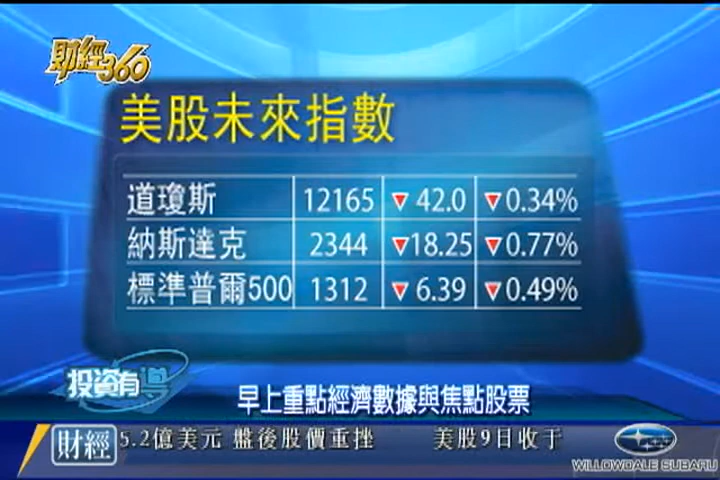 財經360
美股未來指數
道瓊斯 12165 ▼ 42.0 ▼0.34%
納斯達克 2344 ▼18.25 ▼0.77%
標準普爾500 1312 ▼ 6.39 ▼0.49%
投資有道
早上重點經濟數據與焦點股票
財經 5.2億美元 盤後股價重挫 美股9日收于
SUBARU
WILLOWDALE SUBARU